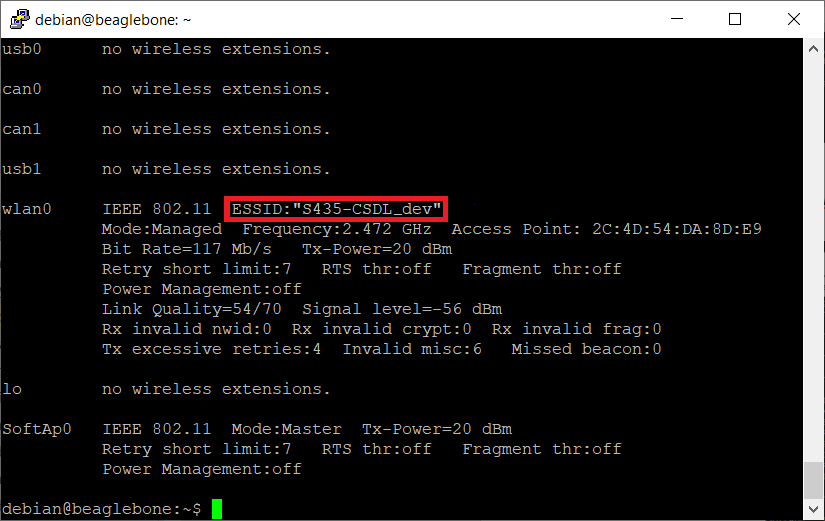 debian@beaglebone: ~
usb0      no wireless extensions.
can0      no wireless extensions.
can1      no wireless extensions.
usb1      no wireless extensions.
wlan0     IEEE 802.11  ESSID:"S435-CSDL_dev"
          Mode:Managed  Frequency:2.472 GHz  Access Point: 2C:4D:54:DA:8D:E9
          Bit Rate=117 Mb/s   Tx-Power=20 dBm
          Retry short limit:7   RTS thr:off   Fragment thr:off
          Power Management:off
          Link Quality=54/70  Signal level=-56 dBm
          Rx invalid nwid:0  Rx invalid crypt:0  Rx invalid frag:0
          Tx excessive retries:4  Invalid misc:6   Missed beacon:0
lo        no wireless extensions.
SoftAp0   IEEE 802.11  Mode:Master  Tx-Power=20 dBm
          Retry short limit:7   RTS thr:off   Fragment thr:off
          Power Management:off
debian@beaglebone:~$